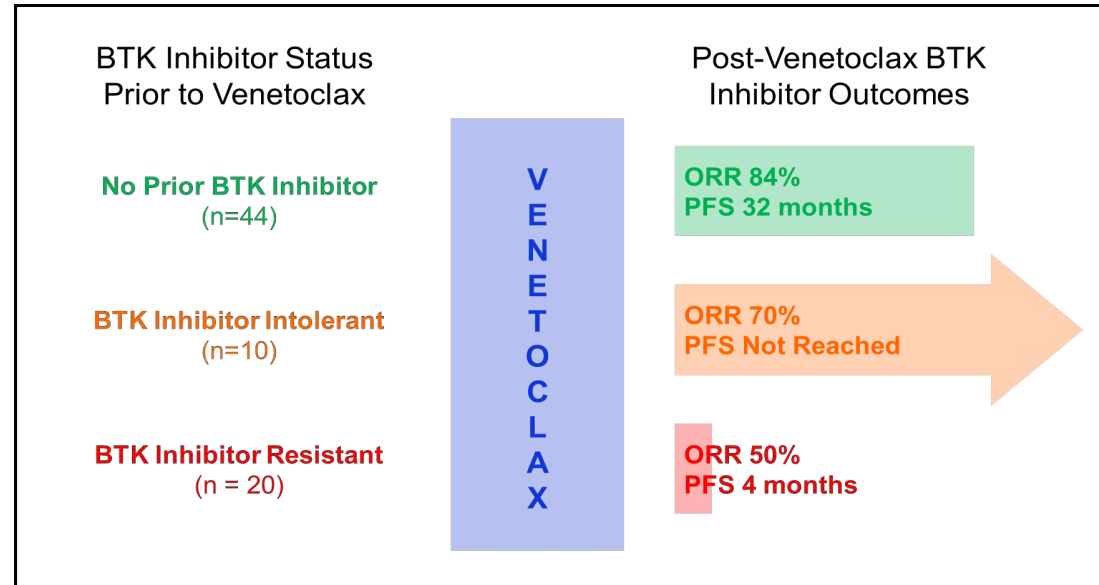 BTK Inhibitor Status
Prior to Venetoclax
Post-Venetoclax BTK
Inhibitor Outcomes
No Prior BTK Inhibitor
(n=44)
VENETOCLAX
ORR 84%
PFS 32 months
BTK Inhibitor Intolerant
(n=10)
ORR 70%
PFS Not Reached
BTK Inhibitor Resistant
(n = 20)
ORR 50%
PFS 4 months